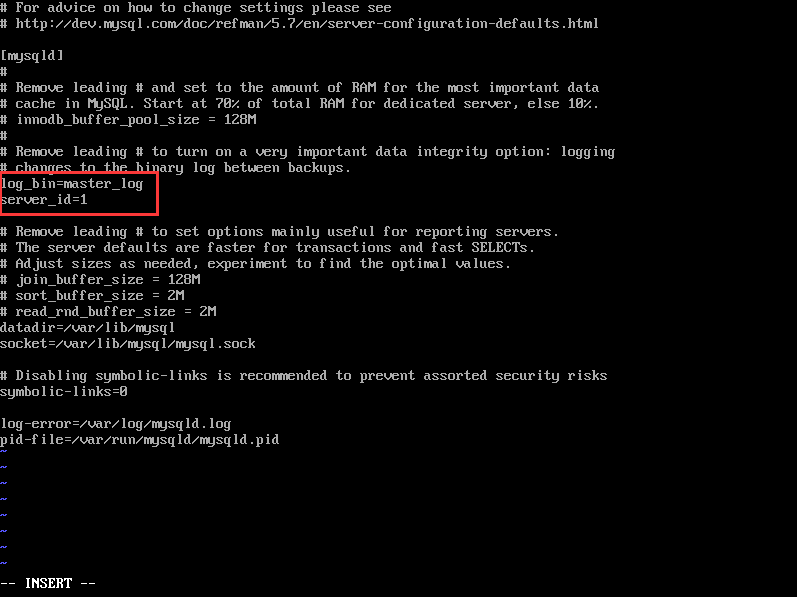 # For advice on how to change settings please see
# http://dev.mysql.com/doc/refman/5.7/en/server-configuration-defaults.html
[mysqld]
#
# Remove leading # and set to the amount of RAM for the most important data
# cache in MySQL. Start at 70% of total RAM for dedicated server, else 10%.
# innodb_buffer_pool_size = 128M
#
# Remove leading # to turn on a very important data integrity option: logging
# changes to the binary log between backups.
log_bin=master_log
server_id=1
# Remove leading # to set options mainly useful for reporting servers.
# The server defaults are faster for transactions and fast SELECTs.
# Adjust sizes as needed, experiment to find the optimal values.
# join_buffer_size = 128M
# sort_buffer_size = 2M
# read_rnd_buffer_size = 2M
datadir=/var/lib/mysql
socket=/var/lib/mysql/mysql.sock
# Disabling symbolic-links is recommended to prevent assorted security risks
symbolic-links=0
log-error=/var/log/mysqld.log
pid-file=/var/run/mysqld/mysqld.pid
~
~
~
~
~
~
~
~
-- INSERT --